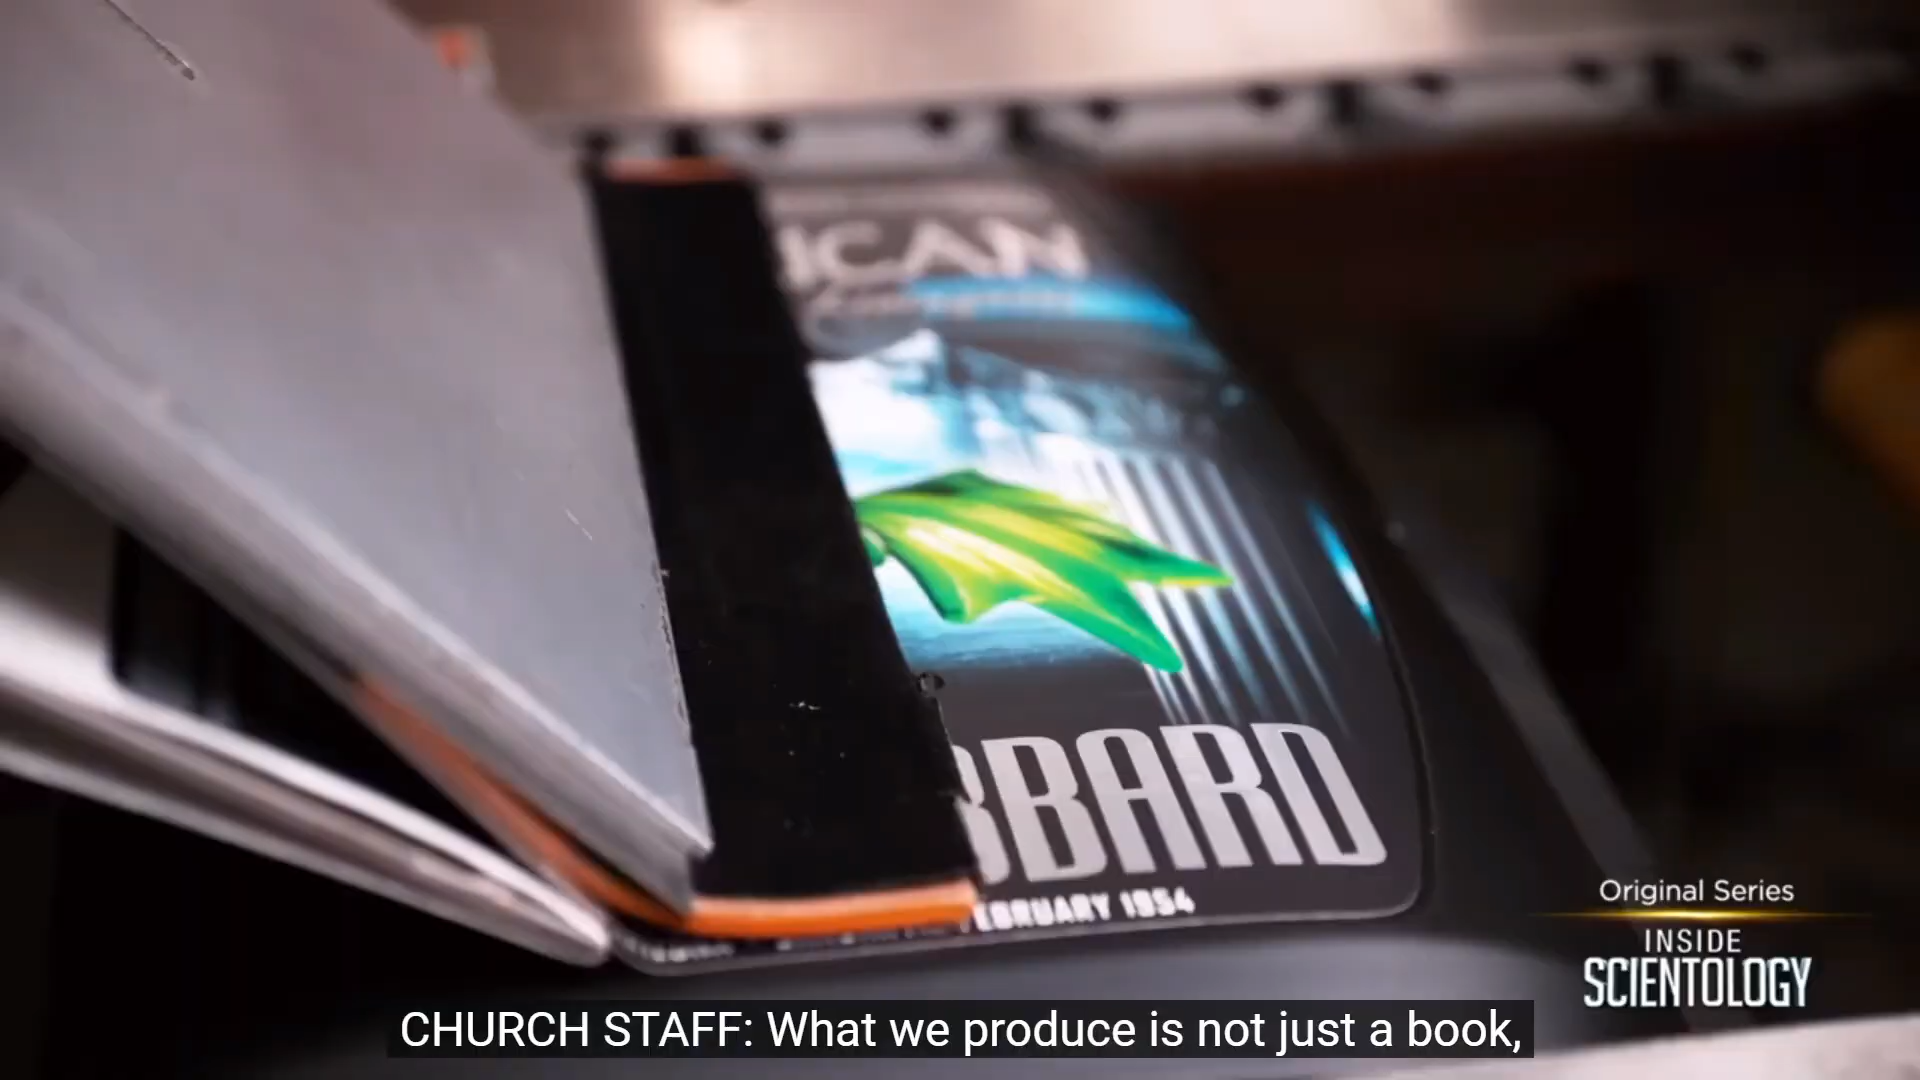 ICAN
BBARD
EBRUARY 1954
Original Series
INSIDE
SCIENTOLOGY
CHURCH STAFF: What we produce is not just a book,